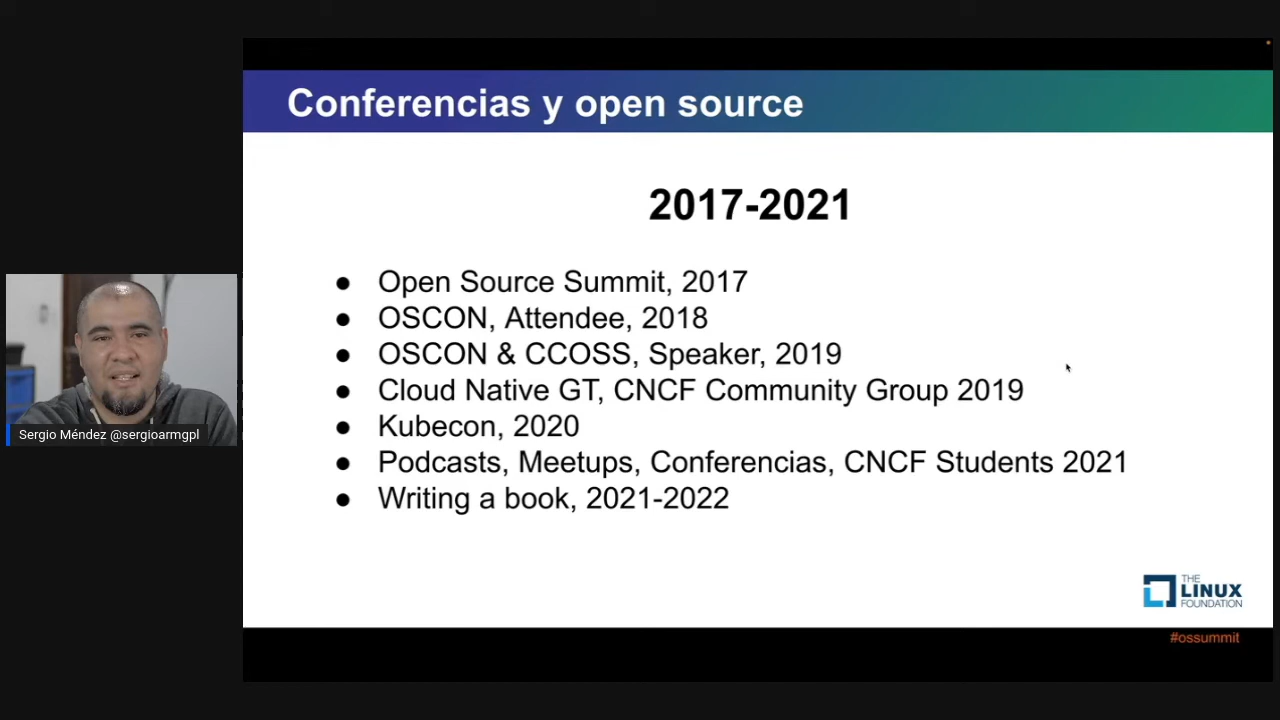 Conferencias y open source
2017-2021
● Open Source Summit, 2017
● OSCON, Attendee, 2018
● OSCON & CCOSS, Speaker, 2019
● Cloud Native GT, CNCF Community Group 2019
● Kubecon, 2020
● Podcasts, Meetups, Conferencias, CNCF Students 2021
● Writing a book, 2021-2022
Sergio Méndez @sergioarmgpl
THE
LINUX
FOUNDATION
#ossummit